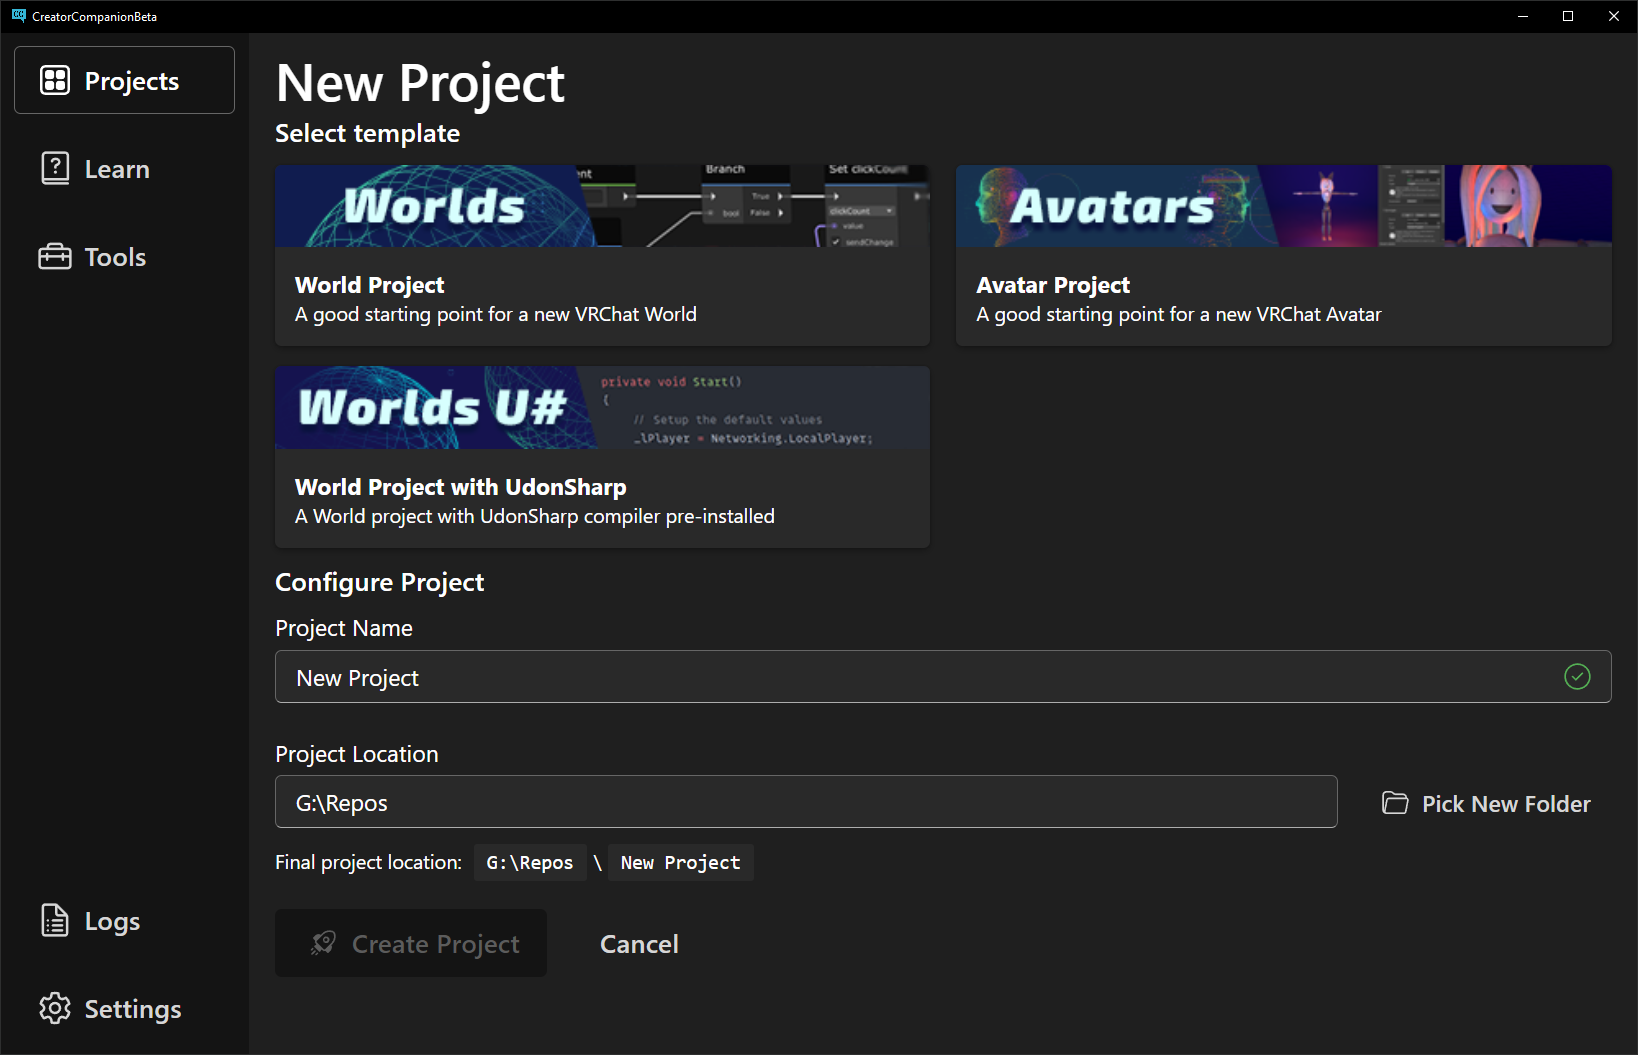 CreatorCompanionBeta
Projects
Learn
Tools
Logs
Settings
New Project
Select template
Worlds
nt
Branch
True
bool
False
Set clickCount
clickCount
value
sendChange
World Project
A good starting point for a new VRChat World
Avatars
Avatar Project
A good starting point for a new VRChat Avatar
Worlds U#
private void Start()
{
// Setup the default values
_lPlayer = Networking.LocalPlayer;
World Project with UdonSharp
A World project with UdonSharp compiler pre-installed
Configure Project
Project Name
New Project
Project Location
G:\Repos
Pick New Folder
Final project location: G:\Repos \ New Project
Create Project
Cancel